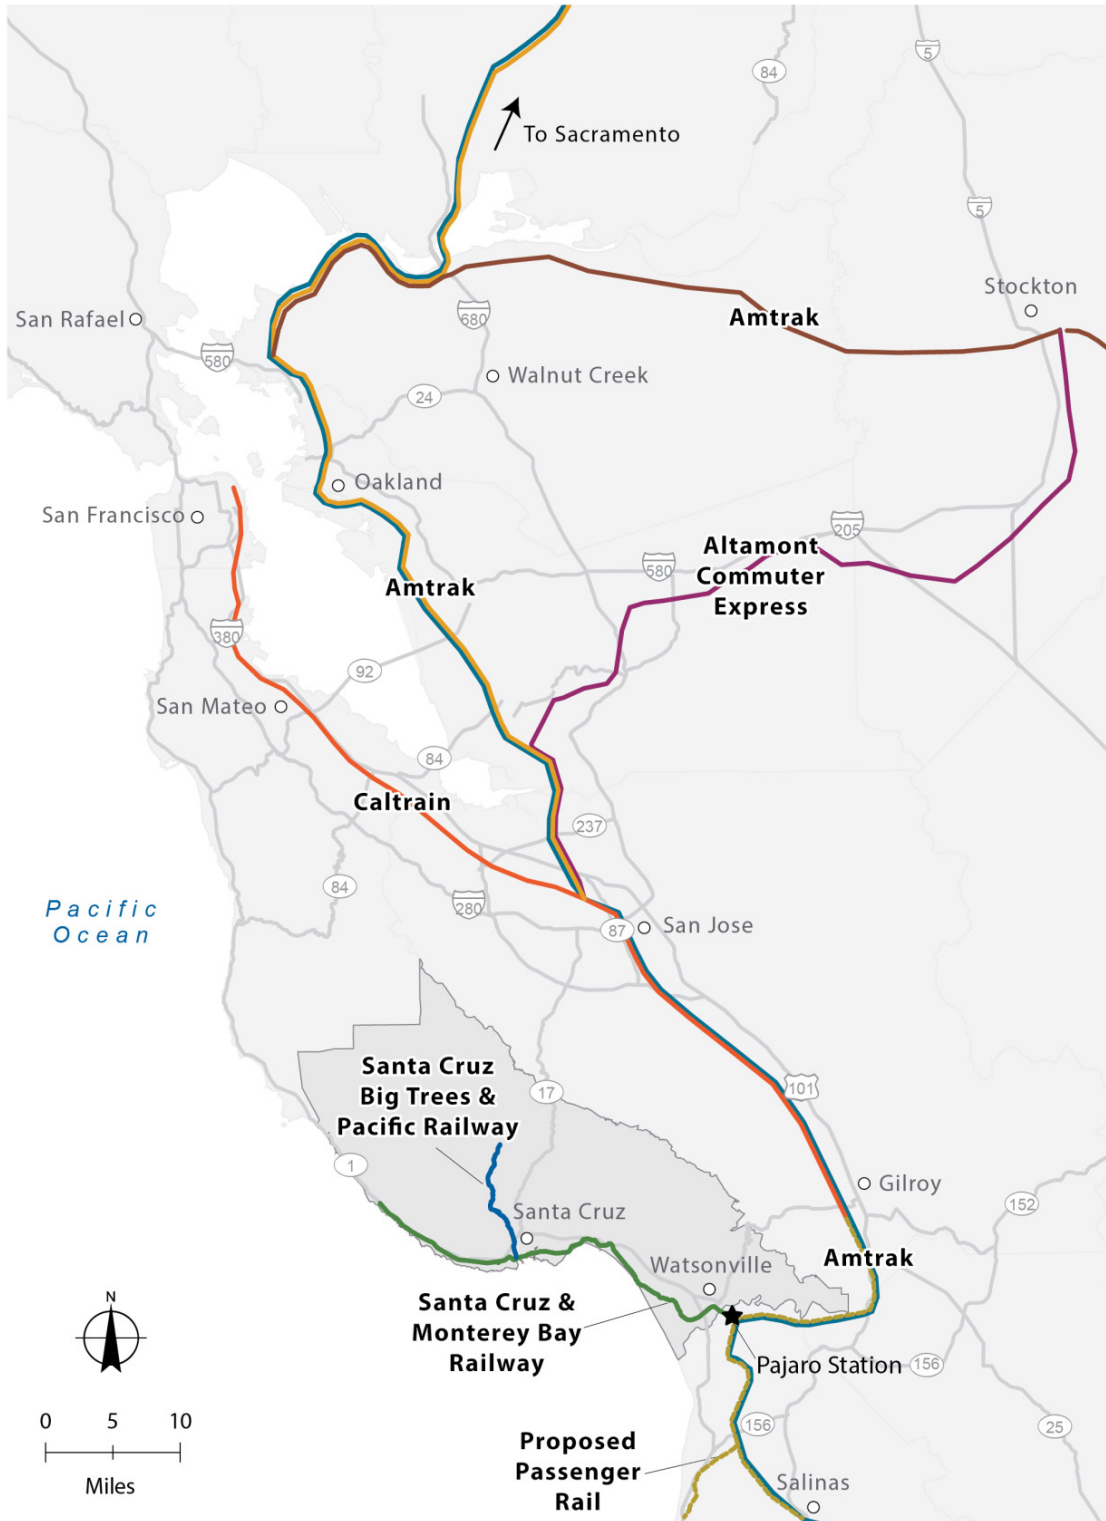 5
84
To Sacramento
5
Stockton
San Rafael
680
Amtrak
580
Walnut Creek
24
Oakland
San Francisco
205
Altamont
Commuter
Express
580
Amtrak
380
92
San Mateo
84
Caltrain
237
84
280
Pacific
Ocean
87
San Jose
Santa Cruz
Big Trees &
Pacific Railway
17
101
1
Gilroy
152
Santa Cruz
Watsonville
Amtrak
N
Santa Cruz &
Monterey Bay
Railway
Pajaro Station
156
0 5 10
Miles
156
25
Proposed
Passenger
Rail
Salinas